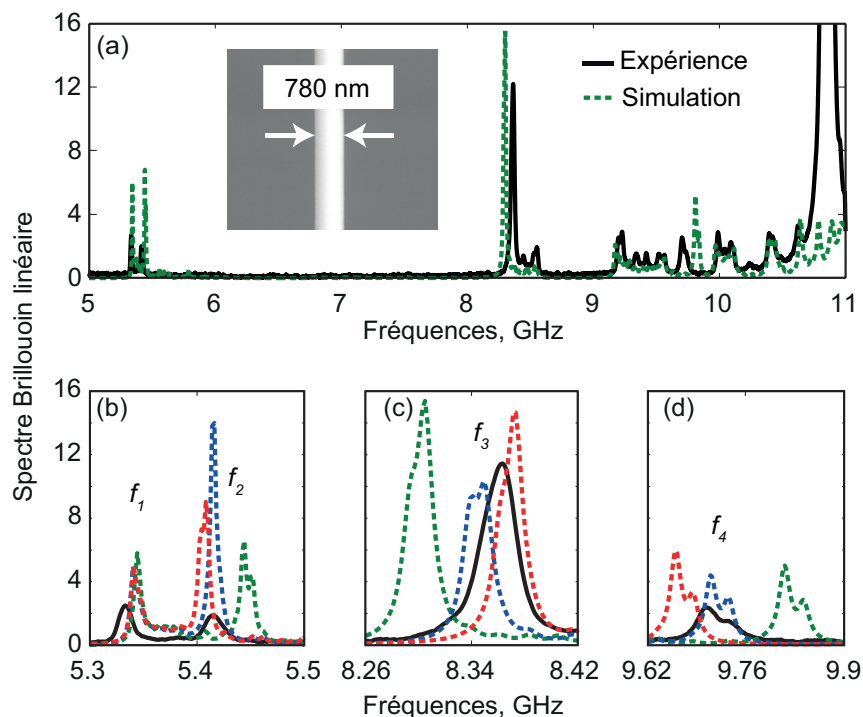 16
(a)
780 nm
Expérience
Simulation
12
8
4
0
5
6
7
8
9
10
11
Fréquences, GHz
Spectre Brillouoin linéaire
16
(b)
(c)
(d)
12
f1
f2
f3
f4
8
4
0
5.3
5.4
5.5
8.26
8.34
8.42
9.62
9.76
9.9
Fréquences, GHz